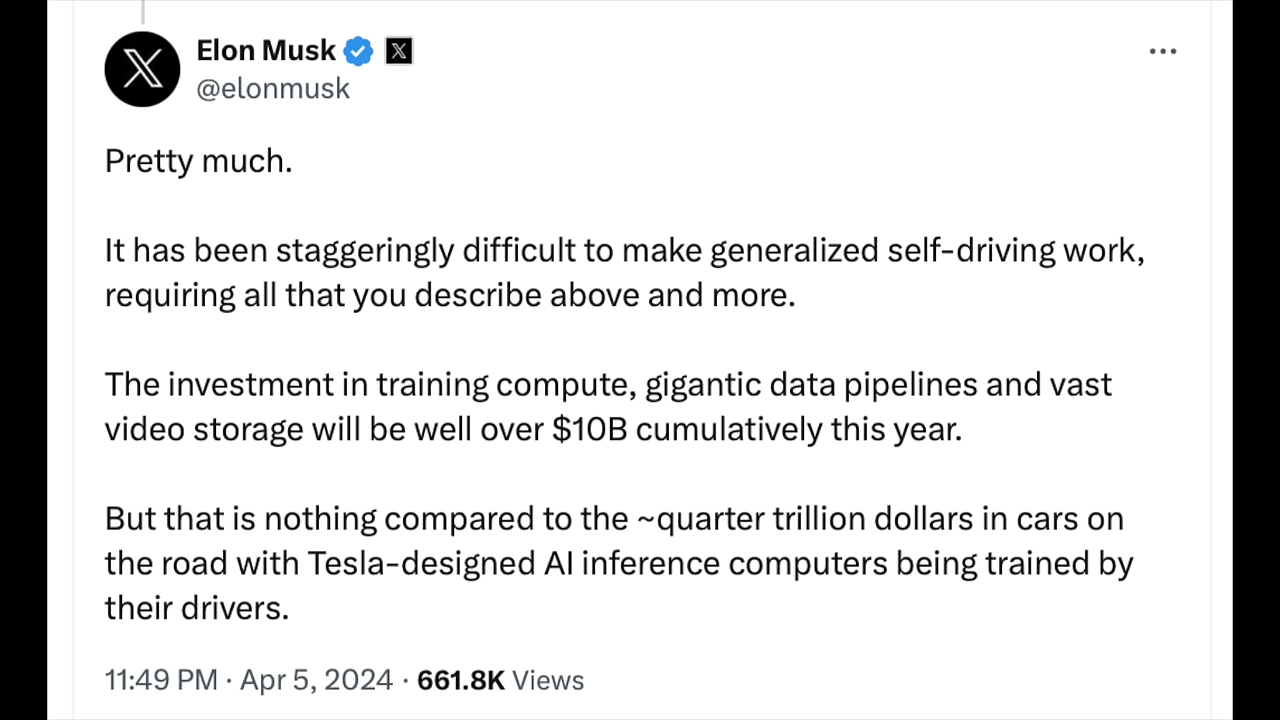 Elon Musk
@elonmusk
Pretty much.
It has been staggeringly difficult to make generalized self-driving work,
requiring all that you describe above and more.
The investment in training compute, gigantic data pipelines and vast
video storage will be well over $10B cumulatively this year.
But that is nothing compared to the ~quarter trillion dollars in cars on
the road with Tesla-designed AI inference computers being trained by
their drivers.
11:49 PM · Apr 5, 2024 · 661.8K Views